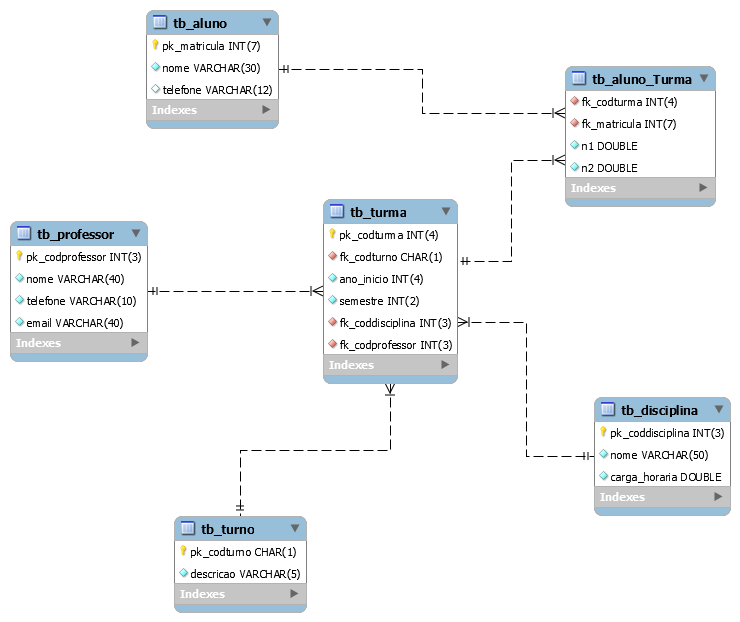 tb_aluno
pk_matricula INT(7)
nome VARCHAR(30)
telefone VARCHAR(12)
Indexes
tb_aluno_Turma
fk_codturma INT(4)
fk_matricula INT(7)
n1 DOUBLE
n2 DOUBLE
Indexes
tb_professor
pk_codprofessor INT(3)
nome VARCHAR(40)
telefone VARCHAR(10)
email VARCHAR(40)
Indexes
tb_turma
pk_codturma INT(4)
fk_codturno CHAR(1)
ano_inicio INT(4)
semestre INT(2)
fk_coddisciplina INT(3)
fk_codprofessor INT(3)
Indexes
tb_disciplina
pk_coddisciplina INT(3)
nome VARCHAR(50)
carga_horaria DOUBLE
Indexes
tb_turno
pk_codturno CHAR(1)
descricao VARCHAR(5)
Indexes